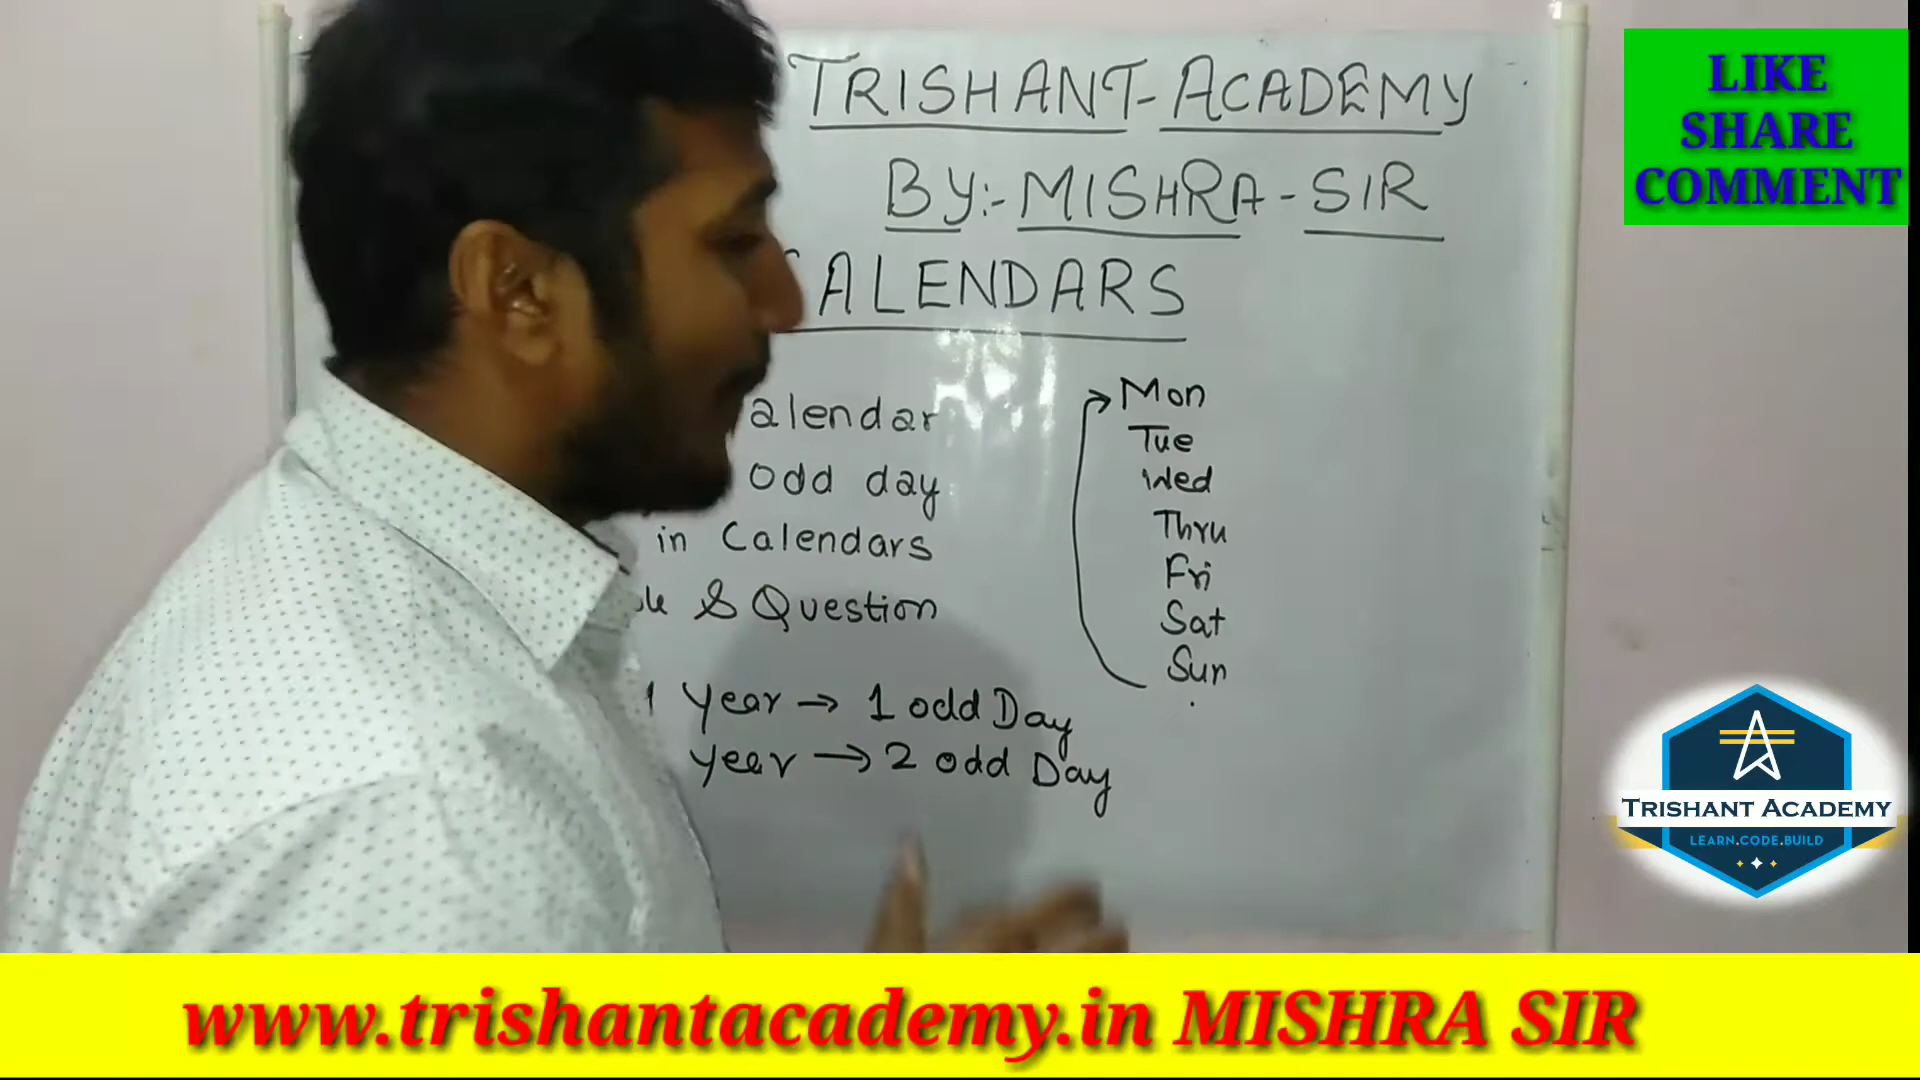 TRISHANT-ACADEMY
BY:-MISHRA-SIR
CALENDARS
alendar
odd day
in Calendars
& Question
1 Year → 1 odd Day
year → 2 odd Day
Mon
Tue
Wed
Thru
Fri
Sat
Sun
LIKE
SHARE
COMMENT
TRISHANT ACADEMY
LEARN.CODE.BUILD
www.trishantacademy.in MISHRA SIR